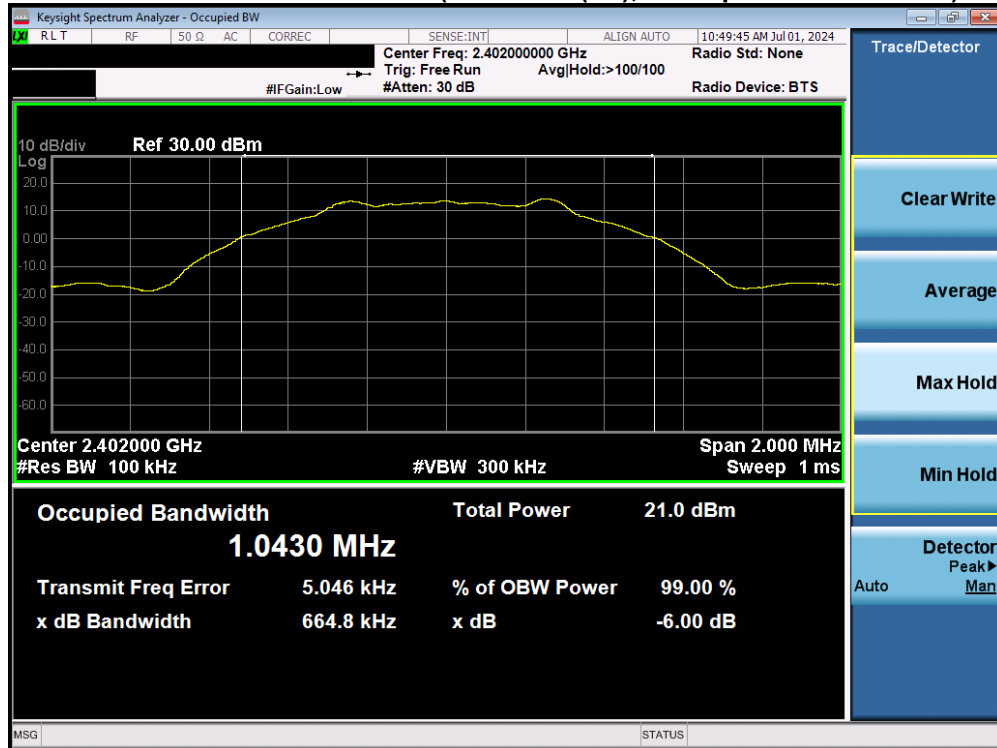 Keysight Spectrum Analyzer - Occupied BW
LXI RLT RF 50 Ω AC CORREC SENSE:INT ALIGN AUTO 10:49:45 AM Jul 01, 2024
Center Freq: 2.402000000 GHz Radio Std: None
Trig: Free Run Avg|Hold:>100/100
#IFGain:Low #Atten: 30 dB Radio Device: BTS
Trace/Detector
10 dB/div Ref 30.00 dBm
Log
20.0
10.0
0.00
-10.0
-20.0
-30.0
-40.0
-50.0
-60.0
Center 2.402000 GHz Span 2.000 MHz
#Res BW 100 kHz #VBW 300 kHz Sweep 1 ms
Occupied Bandwidth Total Power 21.0 dBm
1.0430 MHz
Transmit Freq Error 5.046 kHz % of OBW Power 99.00 %
x dB Bandwidth 664.8 kHz x dB -6.00 dB
Clear Write
Average
Max Hold
Min Hold
Detector
Peak▶
Auto Man
MSG STATUS